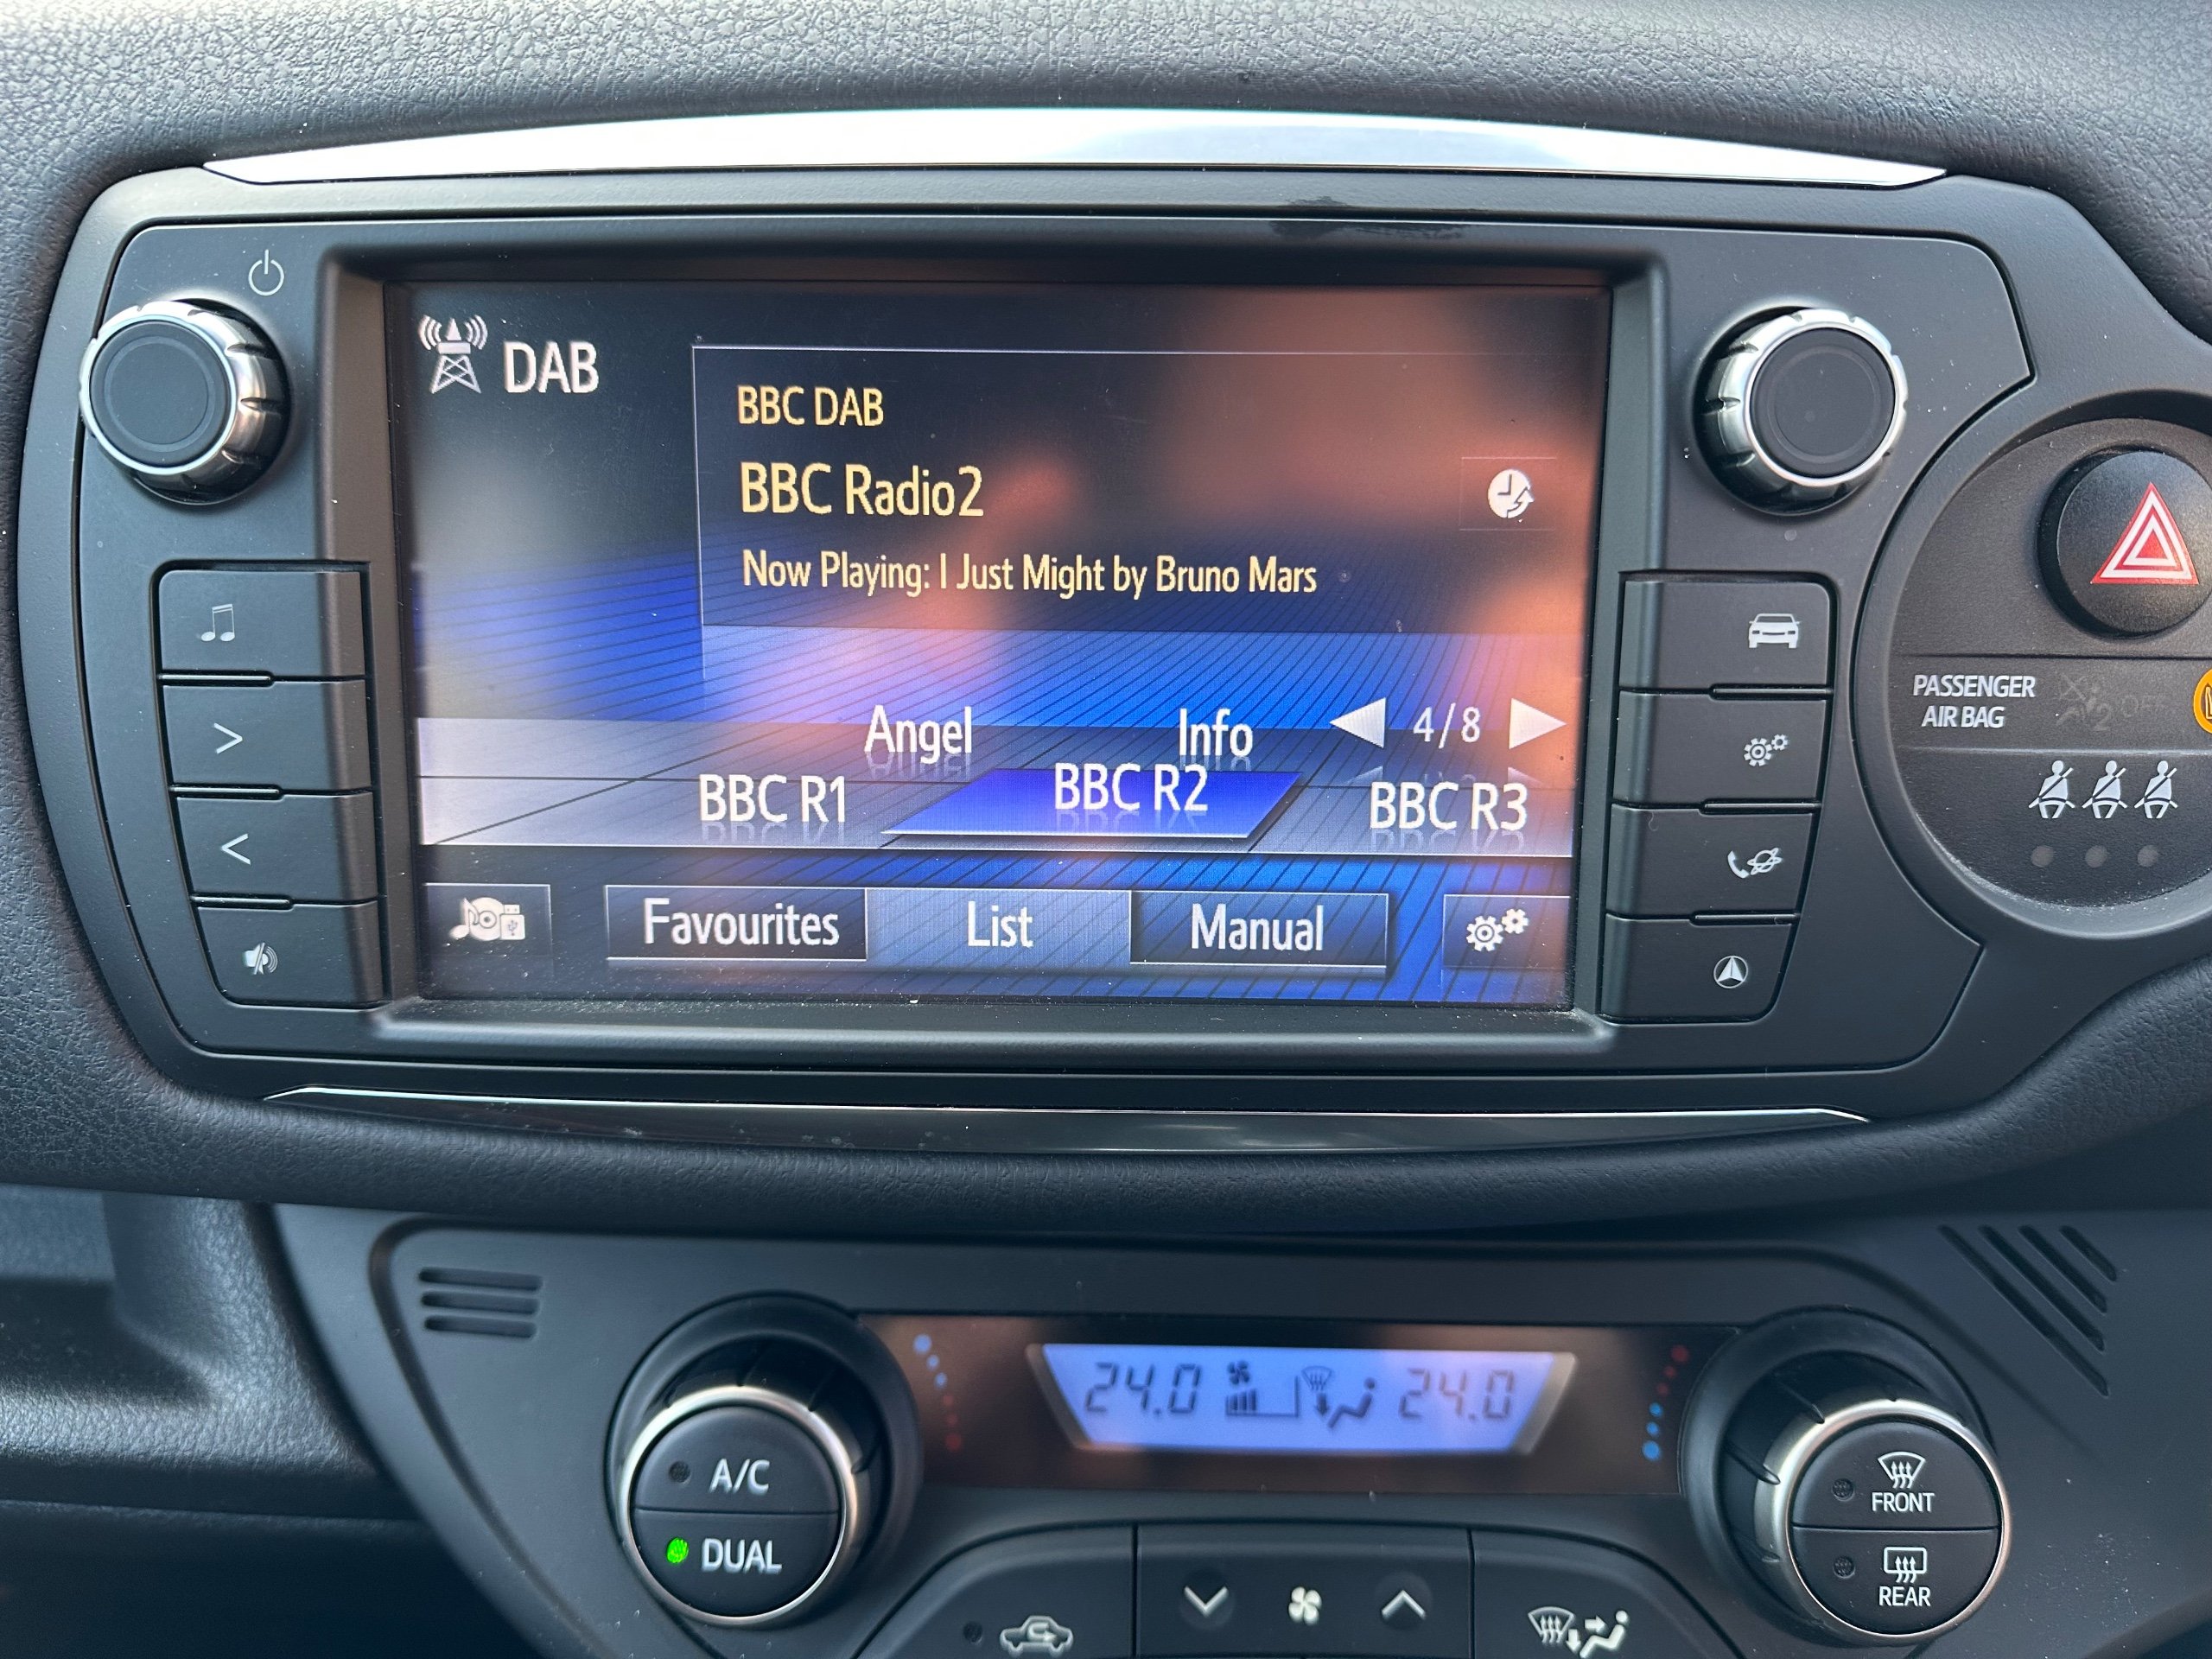 DAB
BBC DAB
BBC Radio2
Now Playing: I Just Might by Bruno Mars
Angel
Info
4/8
BBC R1
BBC R2
BBC R3
Favourites
List
Manual
PASSENGER
AIR BAG
OFF
24.0
24.0
A/C
DUAL
FRONT
REAR